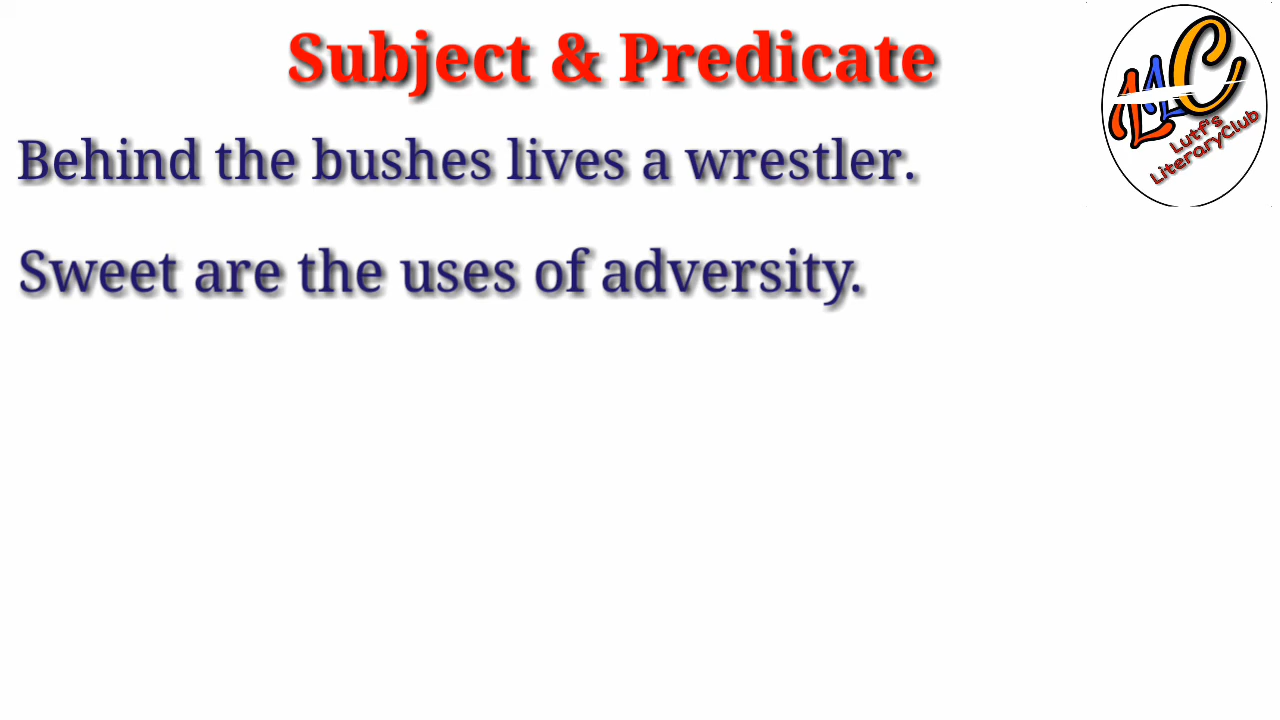 Subject & Predicate
LLC
Lutf's
LiteraryClub
Behind the bushes lives a wrestler.
Sweet are the uses of adversity.